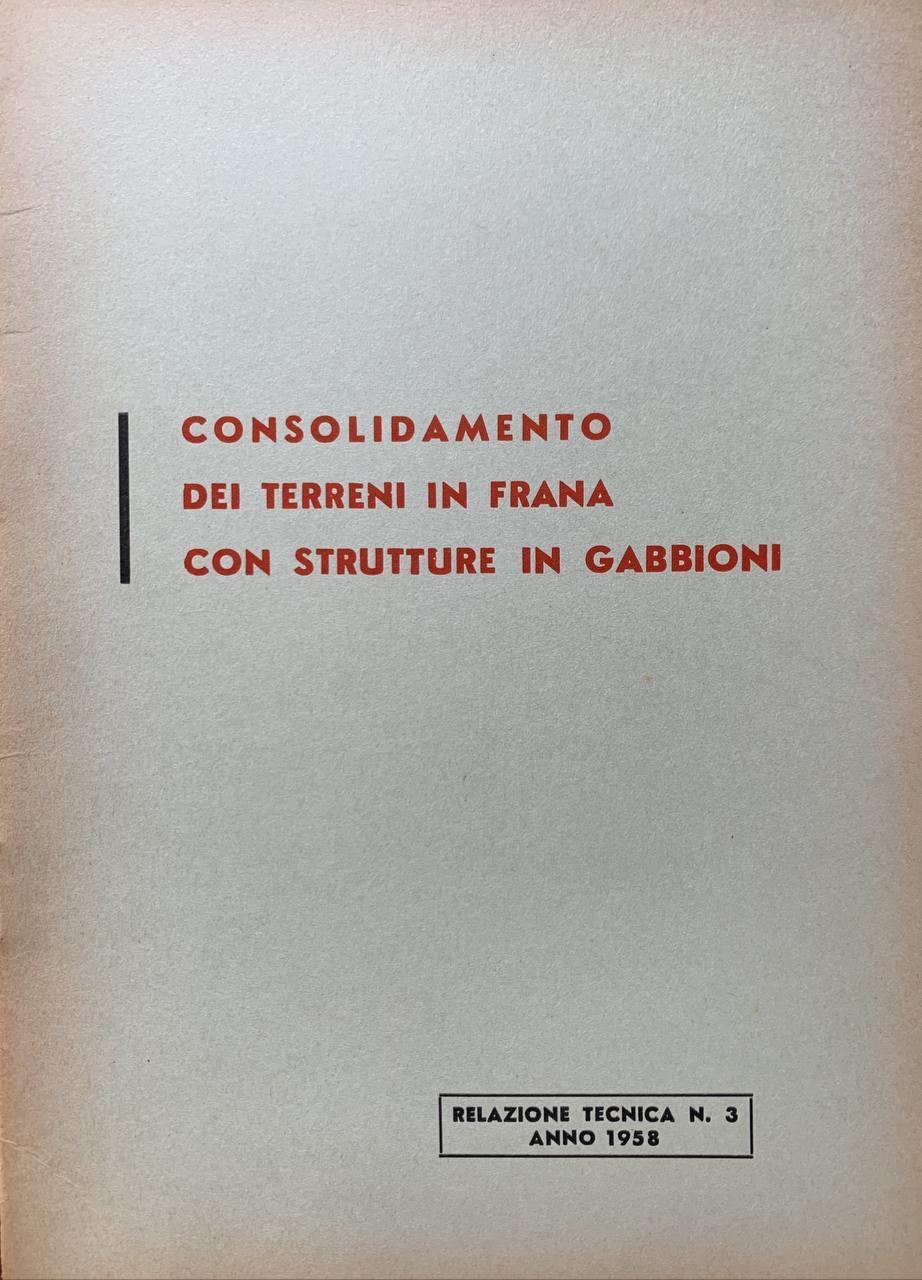 CONSOLIDAMENTO
DEI TERRENI IN FRANA
CON STRUTTURE IN GABBIONI
RELAZIONE TECNICA N. 3
ANNO 1958